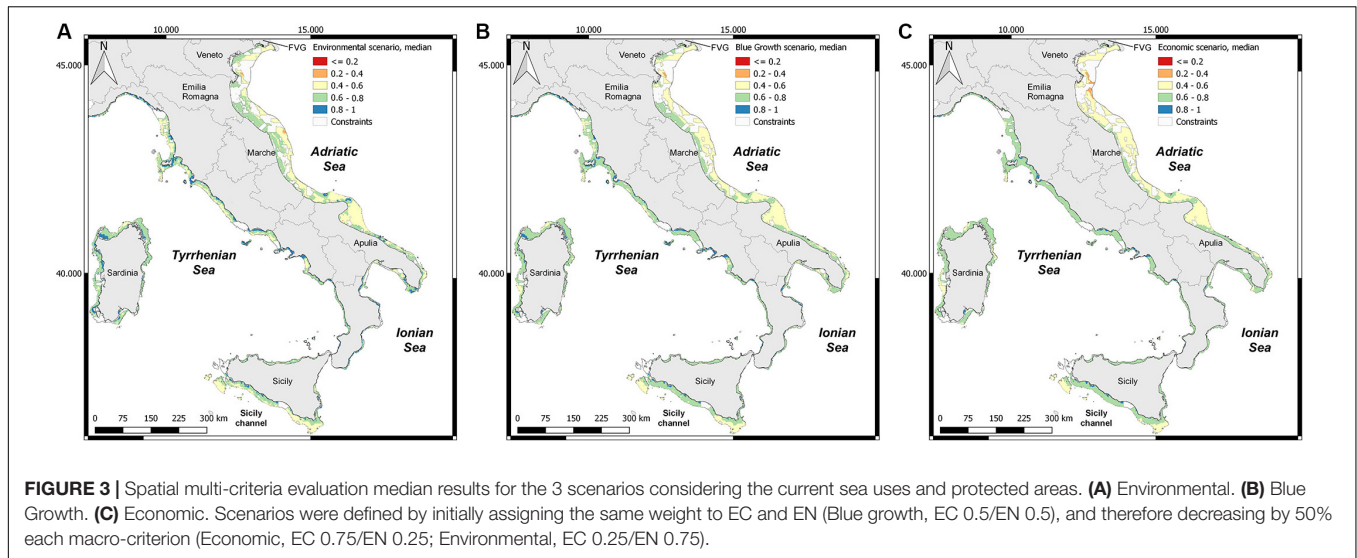 A
10.000
15.000
45.000
40.000
N
FVG
Veneto
Emilia
Romagna
Marche
Apulia
Sardinia
Sicily
Adriatic
Sea
Tyrrhenian
Sea
Ionian
Sea
Sicily
channel
Environmental scenario, median
<= 0.2
0.2 - 0.4
0.4 - 0.6
0.6 - 0.8
0.8 - 1
Constraints
0 75 150 225 300 km
B
10.000
15.000
45.000
40.000
N
FVG
Veneto
Emilia
Romagna
Marche
Apulia
Sardinia
Sicily
Adriatic
Sea
Tyrrhenian
Sea
Ionian
Sea
Sicily
channel
Blue Growth scenario, median
<= 0.2
0.2 - 0.4
0.4 - 0.6
0.6 - 0.8
0.8 - 1
Constraints
0 75 150 225 300 km
C
10.000
15.000
45.000
40.000
N
FVG
Veneto
Emilia
Romagna
Marche
Apulia
Sardinia
Sicily
Adriatic
Sea
Tyrrhenian
Sea
Ionian
Sea
Sicily
channel
Economic scenario, median
<= 0.2
0.2 - 0.4
0.4 - 0.6
0.6 - 0.8
0.8 - 1
Constraints
0 75 150 225 300 km
FIGURE 3 | Spatial multi-criteria evaluation median results for the 3 scenarios considering the current sea uses and protected areas. (A) Environmental. (B) Blue
Growth. (C) Economic. Scenarios were defined by initially assigning the same weight to EC and EN (Blue growth, EC 0.5/EN 0.5), and therefore decreasing by 50%
each macro-criterion (Economic, EC 0.75/EN 0.25; Environmental, EC 0.25/EN 0.75).